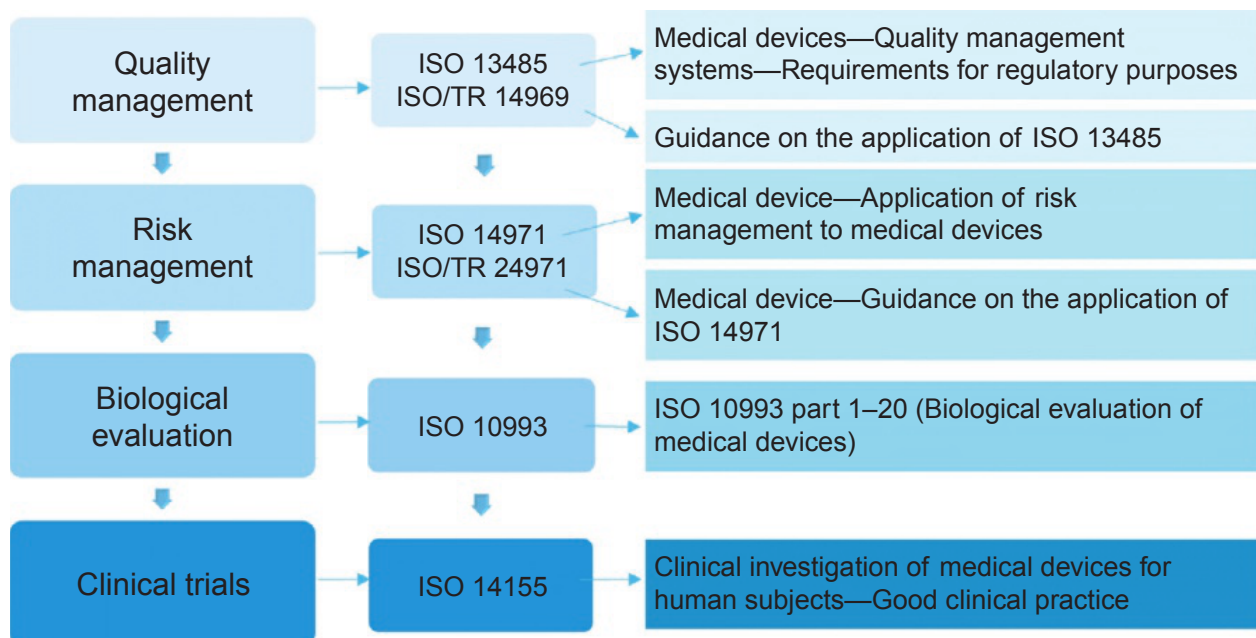 Quality
management
ISO 13485
ISO/TR 14969
Medical devices—Quality management
systems—Requirements for regulatory purposes
Guidance on the application of ISO 13485
Risk
management
ISO 14971
ISO/TR 24971
Medical device—Application of risk
management to medical devices
Medical device—Guidance on the application of
ISO 14971
Biological
evaluation
ISO 10993
ISO 10993 part 1–20 (Biological evaluation of
medical devices)
Clinical trials
ISO 14155
Clinical investigation of medical devices for
human subjects—Good clinical practice